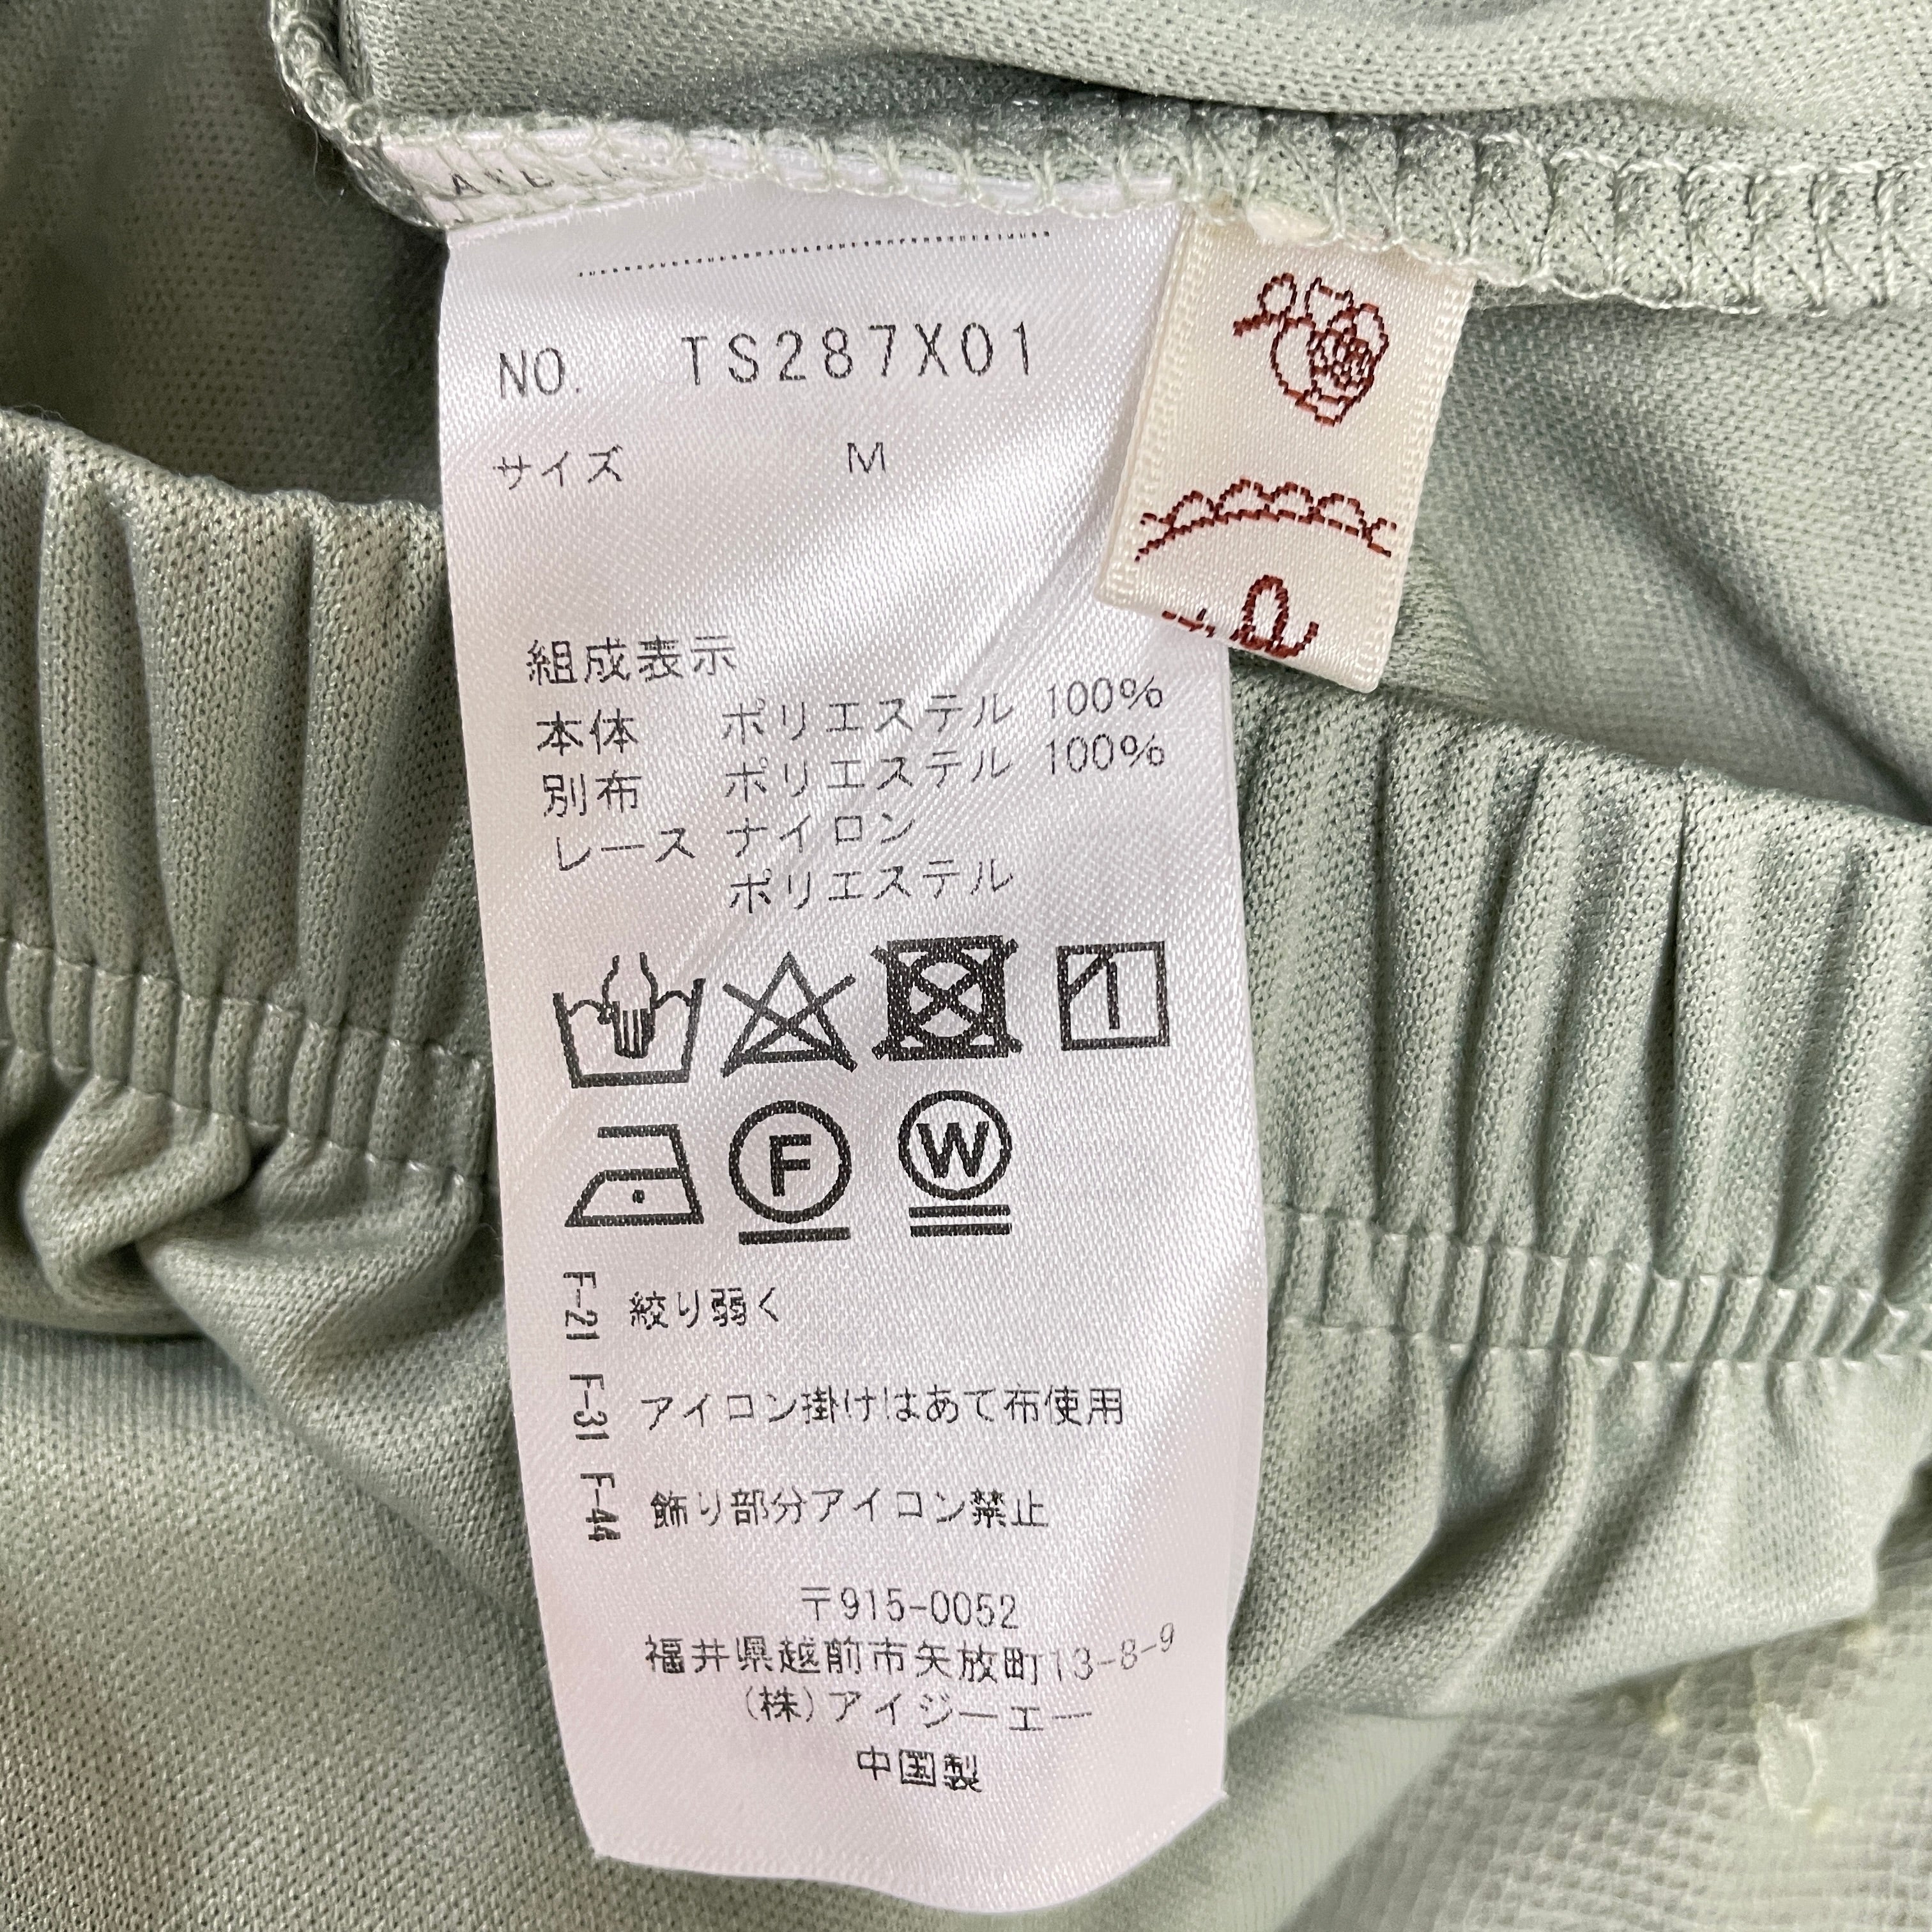 NO. TS287X01
サイズ M
組成表示
本体 ポリエステル 100%
別布 ポリエステル 100%
レース ナイロン
ポリエステル
F
W
F-21 絞り弱く
F-31 アイロン掛けはあて布使用
F-44 飾り部分アイロン禁止
〒915-0052
福井県越前市矢放町13-8-9
(株)アイジーエー
中国製